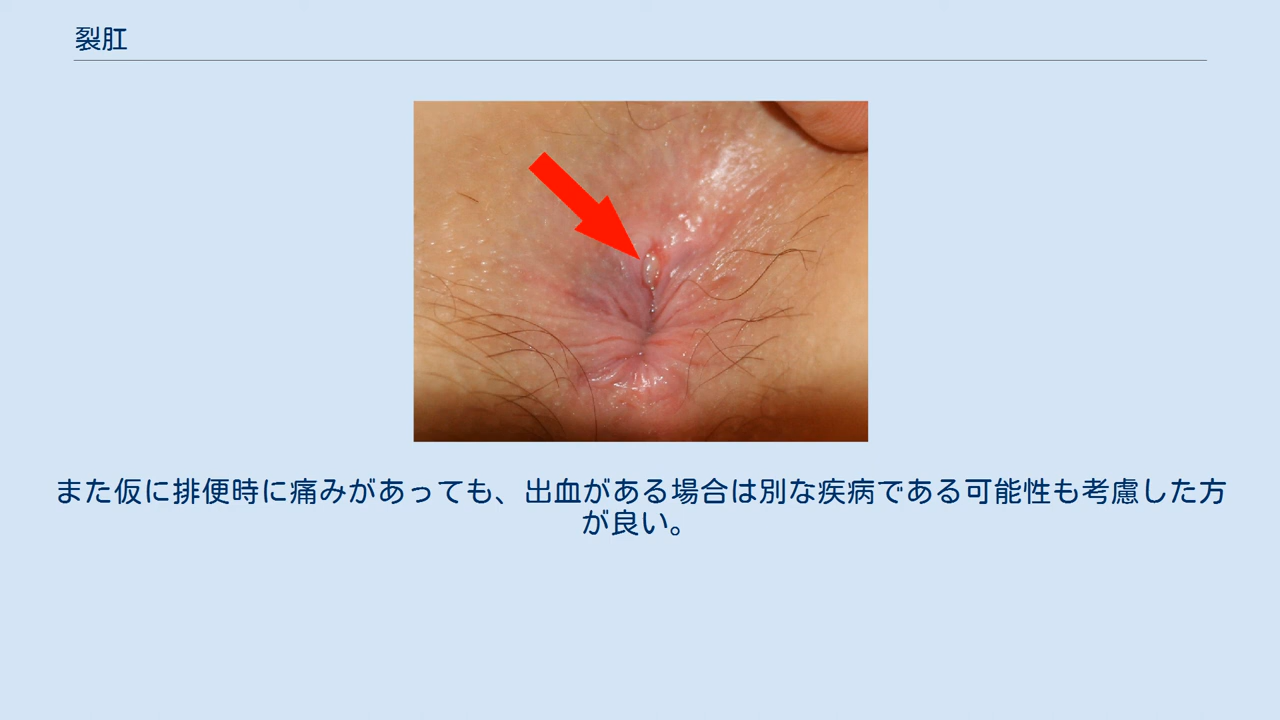 裂肛
また仮に排便時に痛みがあっても、出血がある場合は別な疾病である可能性も考慮した方
が良い。